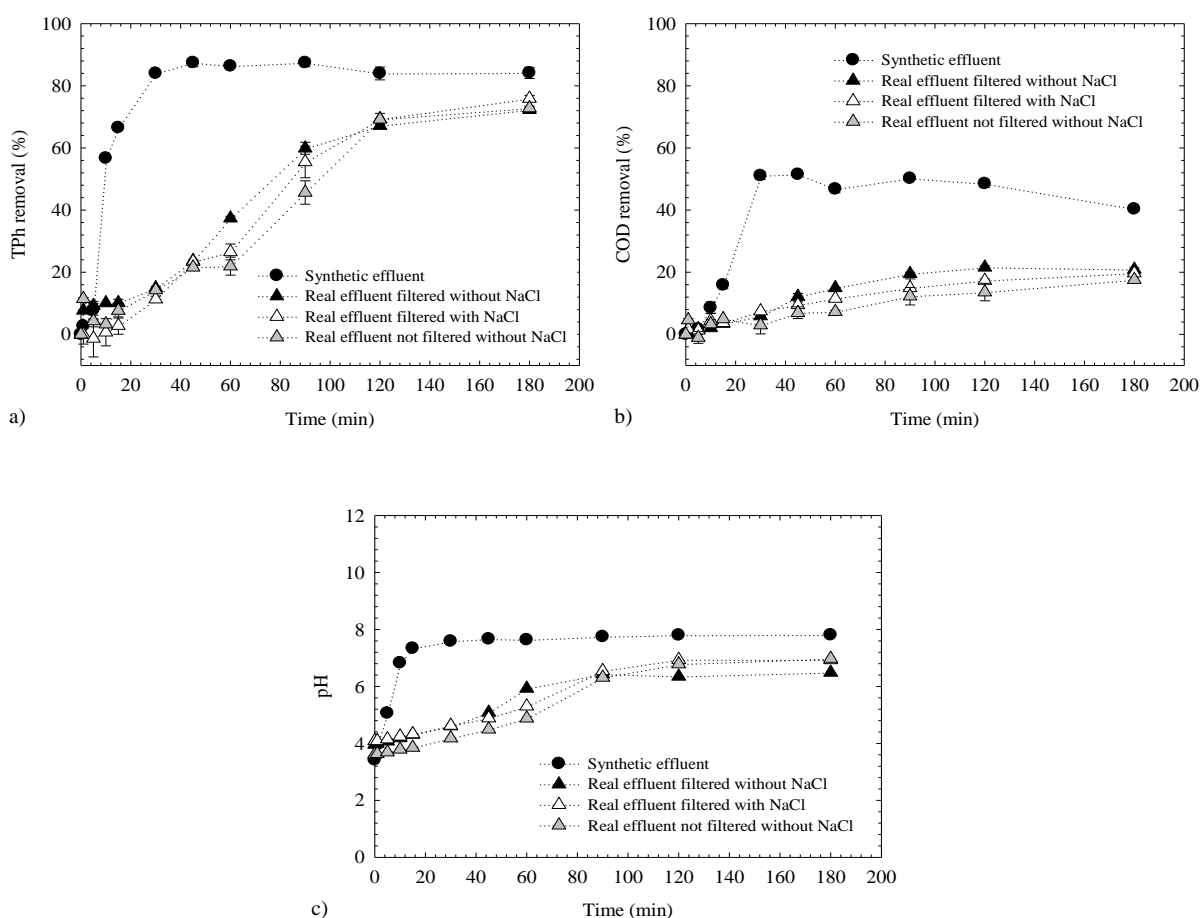 100
80
60
40
20
0
TPh removal (%)
Synthetic effluent
Real effluent filtered without NaCl
Real effluent filtered with NaCl
Real effluent not filtered without NaCl
0 20 40 60 80 100 120 140 160 180 200
a) Time (min)
100
80
60
40
20
0
COD removal (%)
Synthetic effluent
Real effluent filtered without NaCl
Real effluent filtered with NaCl
Real effluent not filtered without NaCl
0 20 40 60 80 100 120 140 160 180 200
b) Time (min)
12
10
8
6
4
2
0
pH
Synthetic effluent
Real effluent filtered without NaCl
Real effluent filtered with NaCl
Real effluent not filtered without NaCl
0 20 40 60 80 100 120 140 160 180 200
c) Time (min)